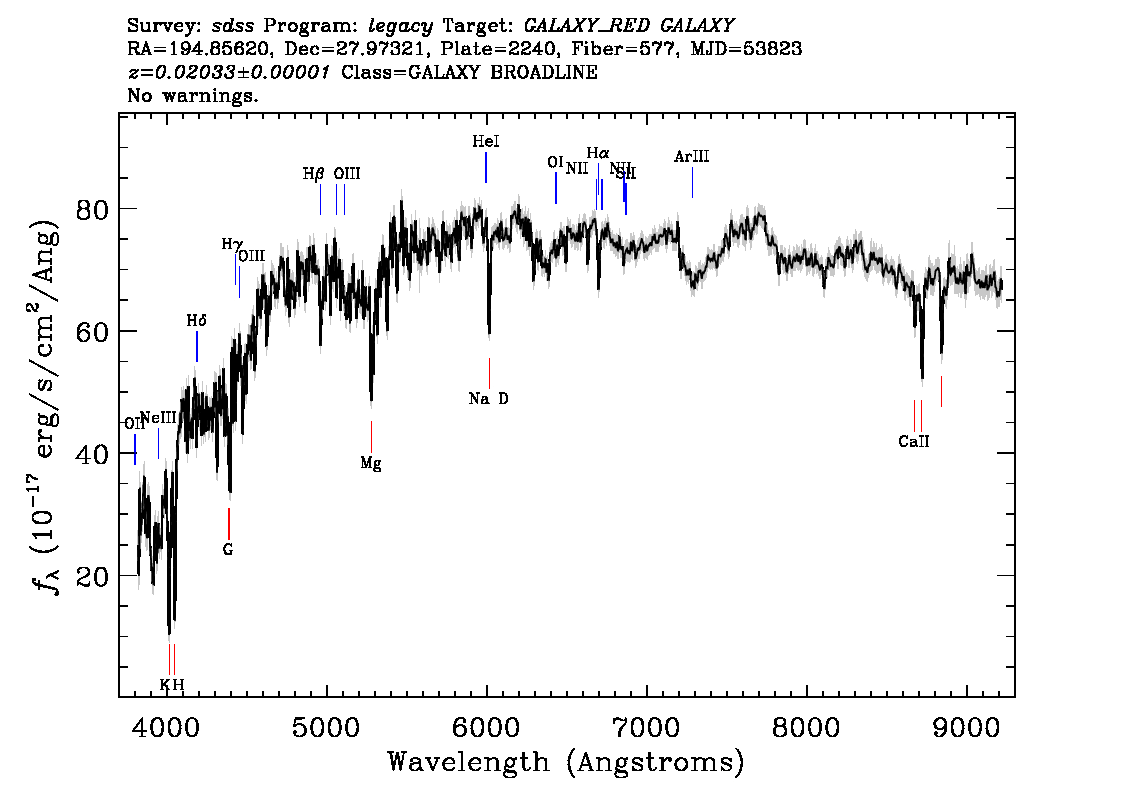 Survey: sdss Program: legacy Target: GALAXY_RED GALAXY
RA=194.85620, Dec=27.97321, Plate=2240, Fiber=577, MJD=53823
z=0.02033±0.00001 Class=GALAXY BROADLINE
No warnings.
HeI
Hα
OI NII NII SII ArIII
Hβ OIII
Hγ OIII
Hδ
OII NeIII
Na D
Mg
CaII
G
K H
80
60
40
20
f_λ (10^-17 erg/s/cm^2/Ang)
4000 5000 6000 7000 8000 9000
Wavelength (Angstroms)